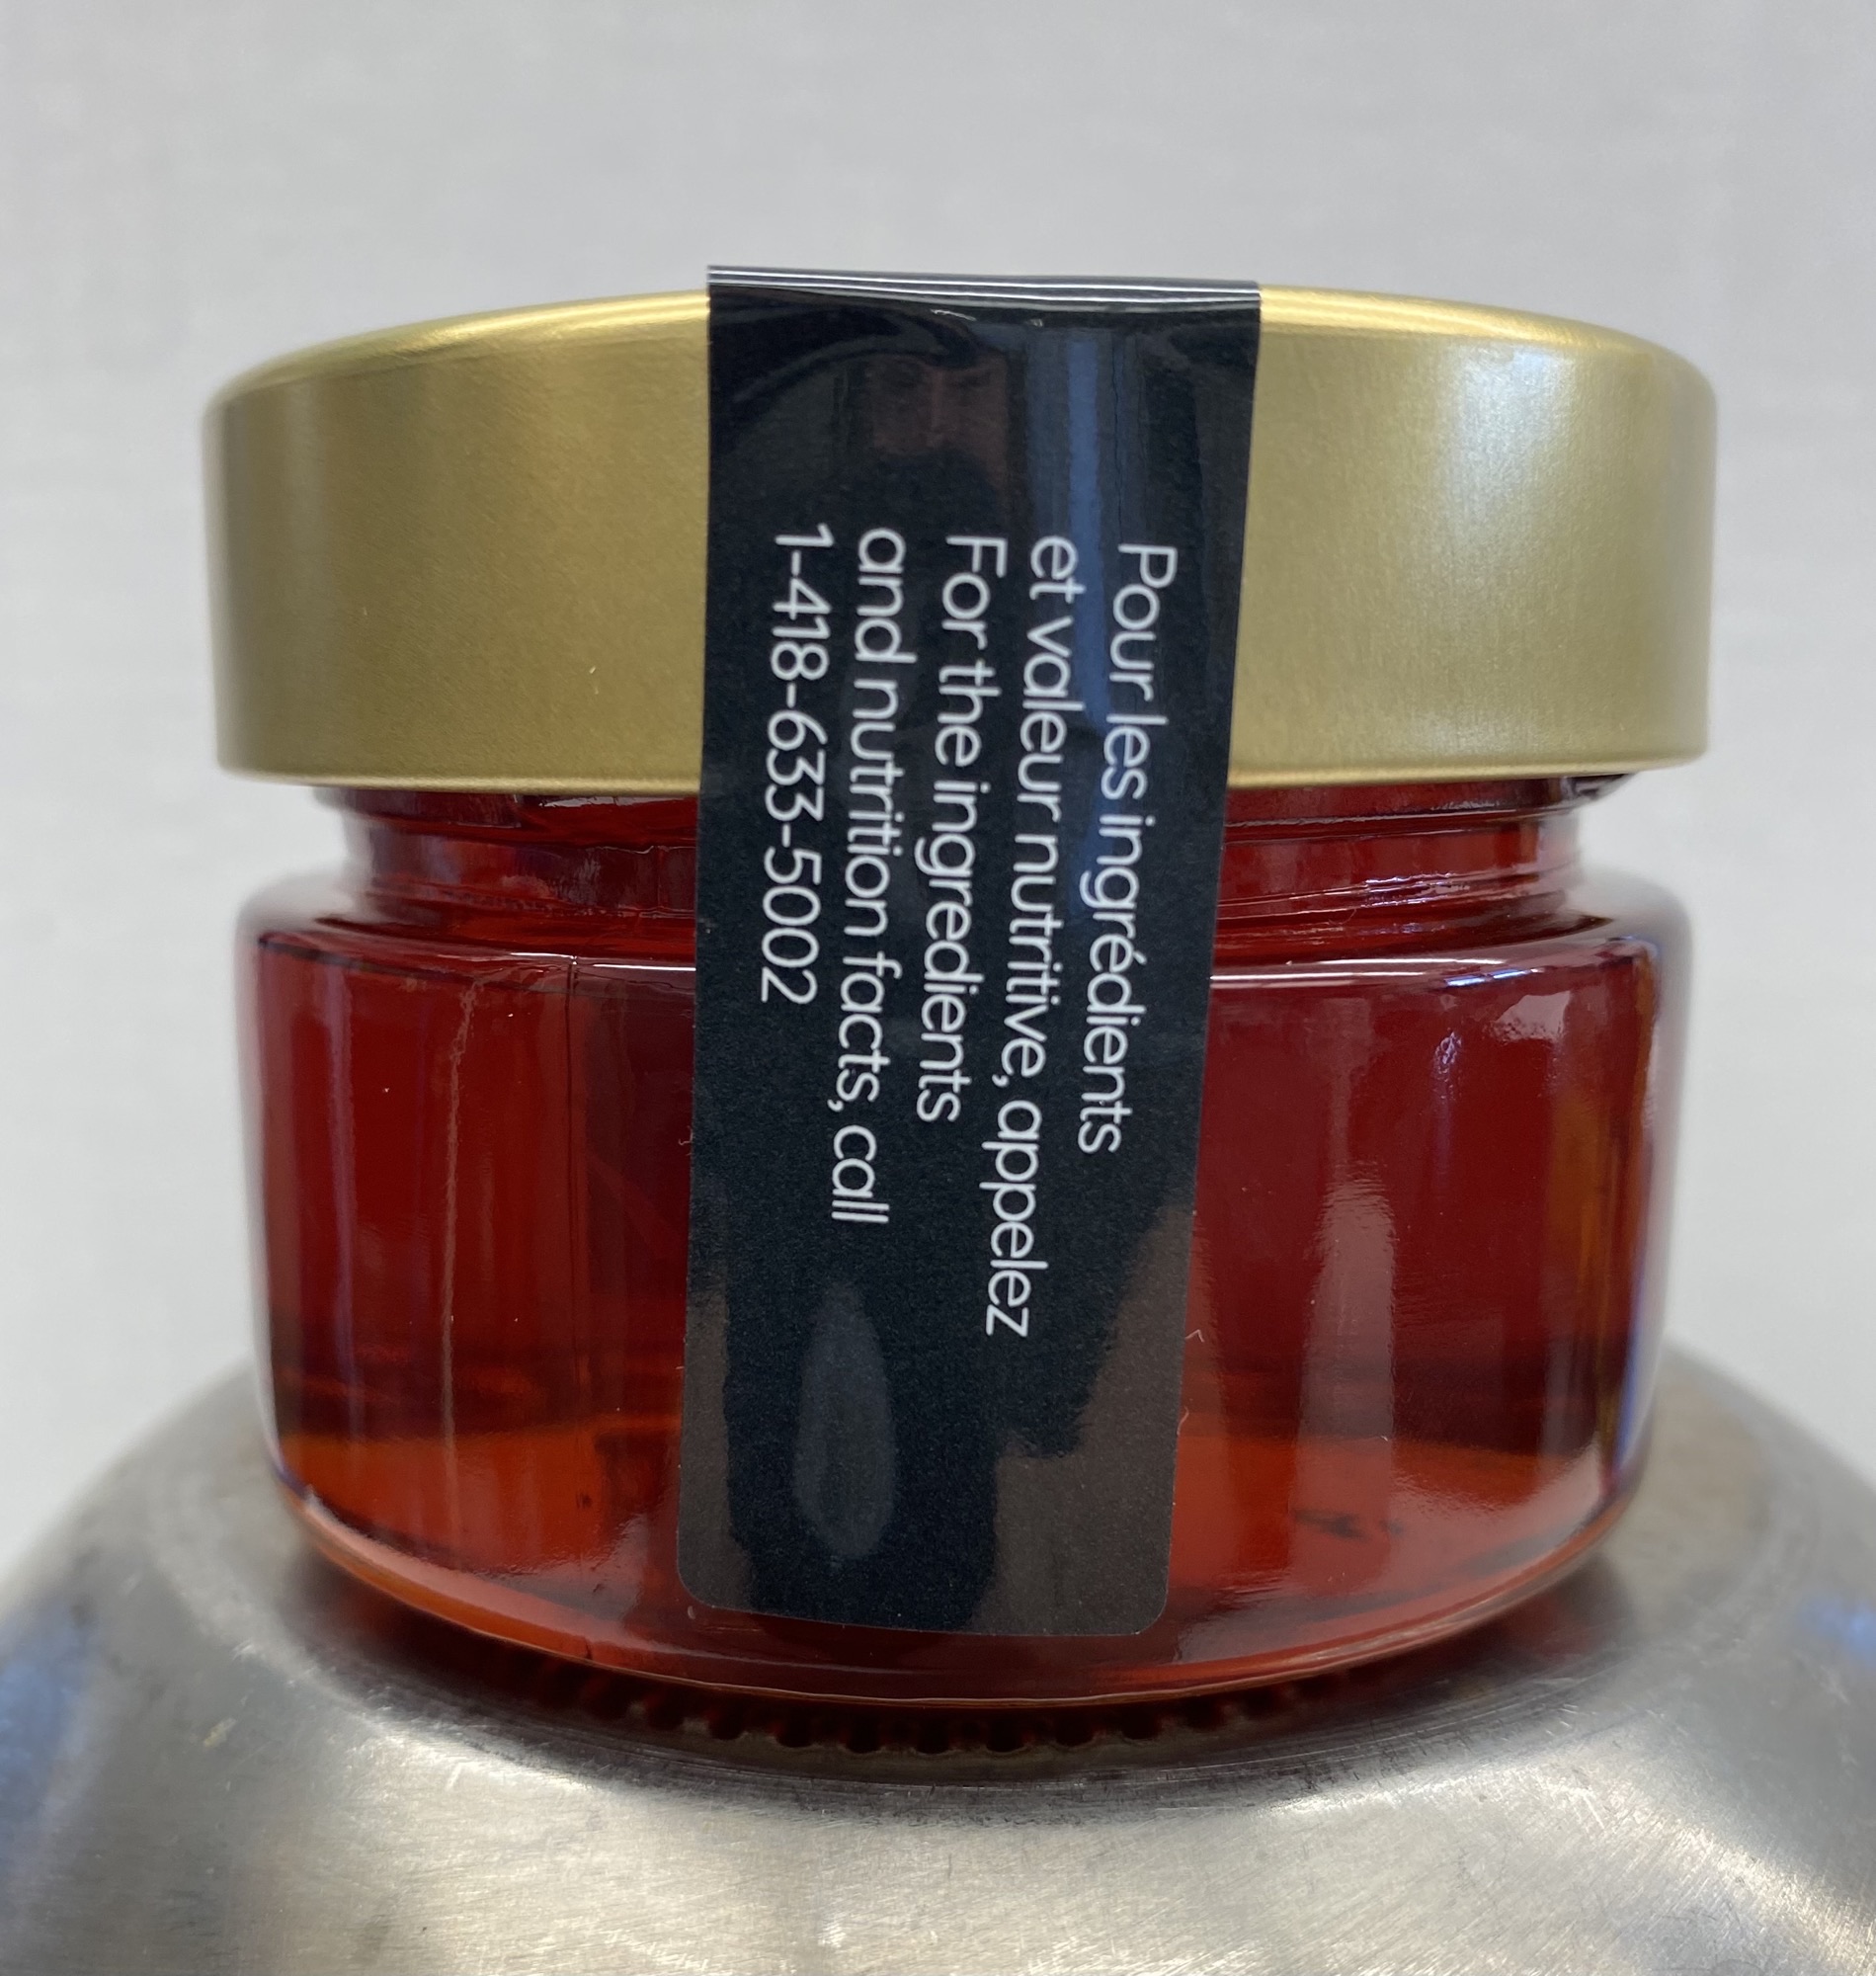 Pour les ingrédients
et valeur nutritive, appelez
For the ingredients
and nutrition facts, call
1-418-633-5002